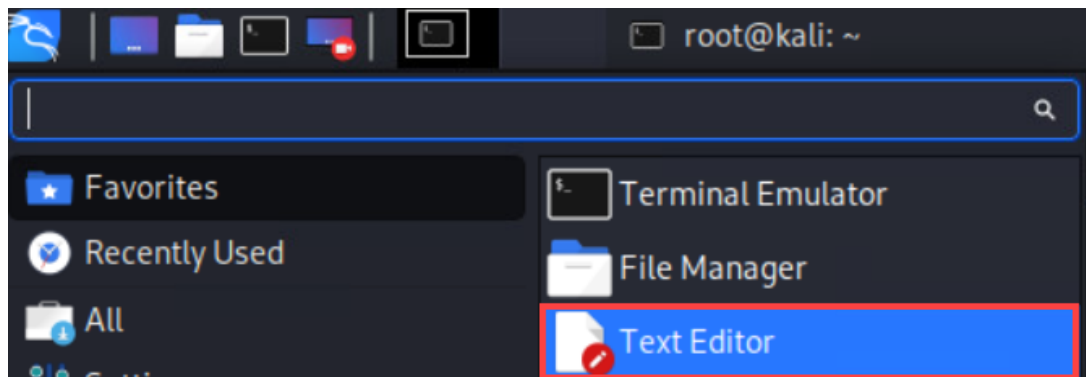 root@kali: ~
Favorites
Recently Used
All
Terminal Emulator
File Manager
Text Editor